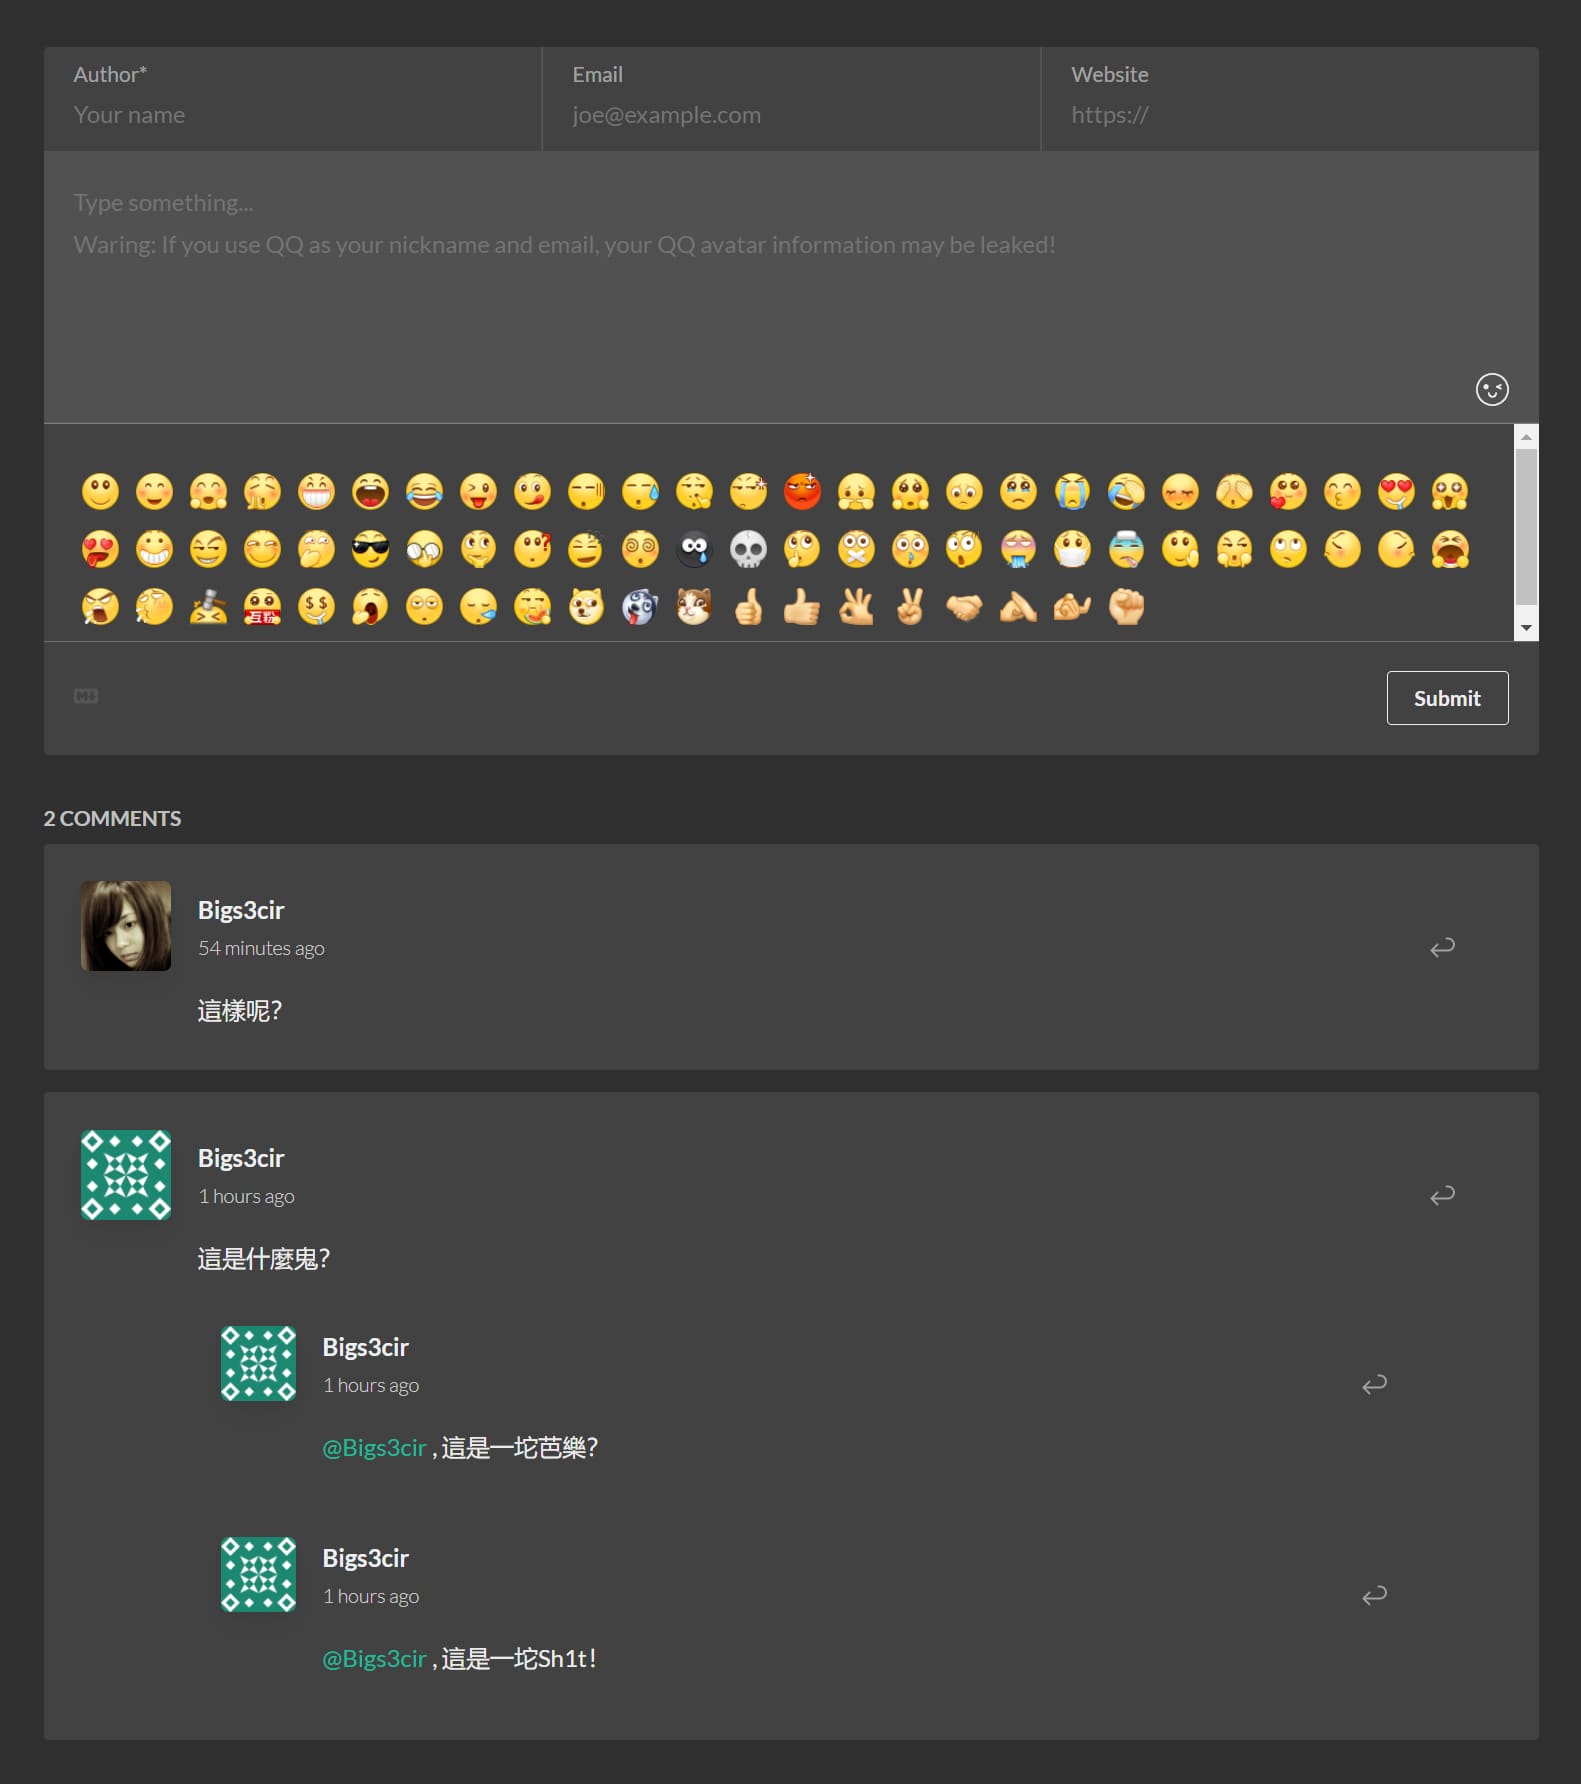 Author*
Email
Website
Your name
joe@example.com
https://
Type something...
Waring: If you use QQ as your nickname and email, your QQ avatar information may be leaked!
互粉
M↓
Submit
2 COMMENTS
Bigs3cir
54 minutes ago
這樣呢?
Bigs3cir
1 hours ago
這是什麼鬼?
Bigs3cir
1 hours ago
@Bigs3cir , 這是一坨芭樂?
Bigs3cir
1 hours ago
@Bigs3cir , 這是一坨Sh1t!